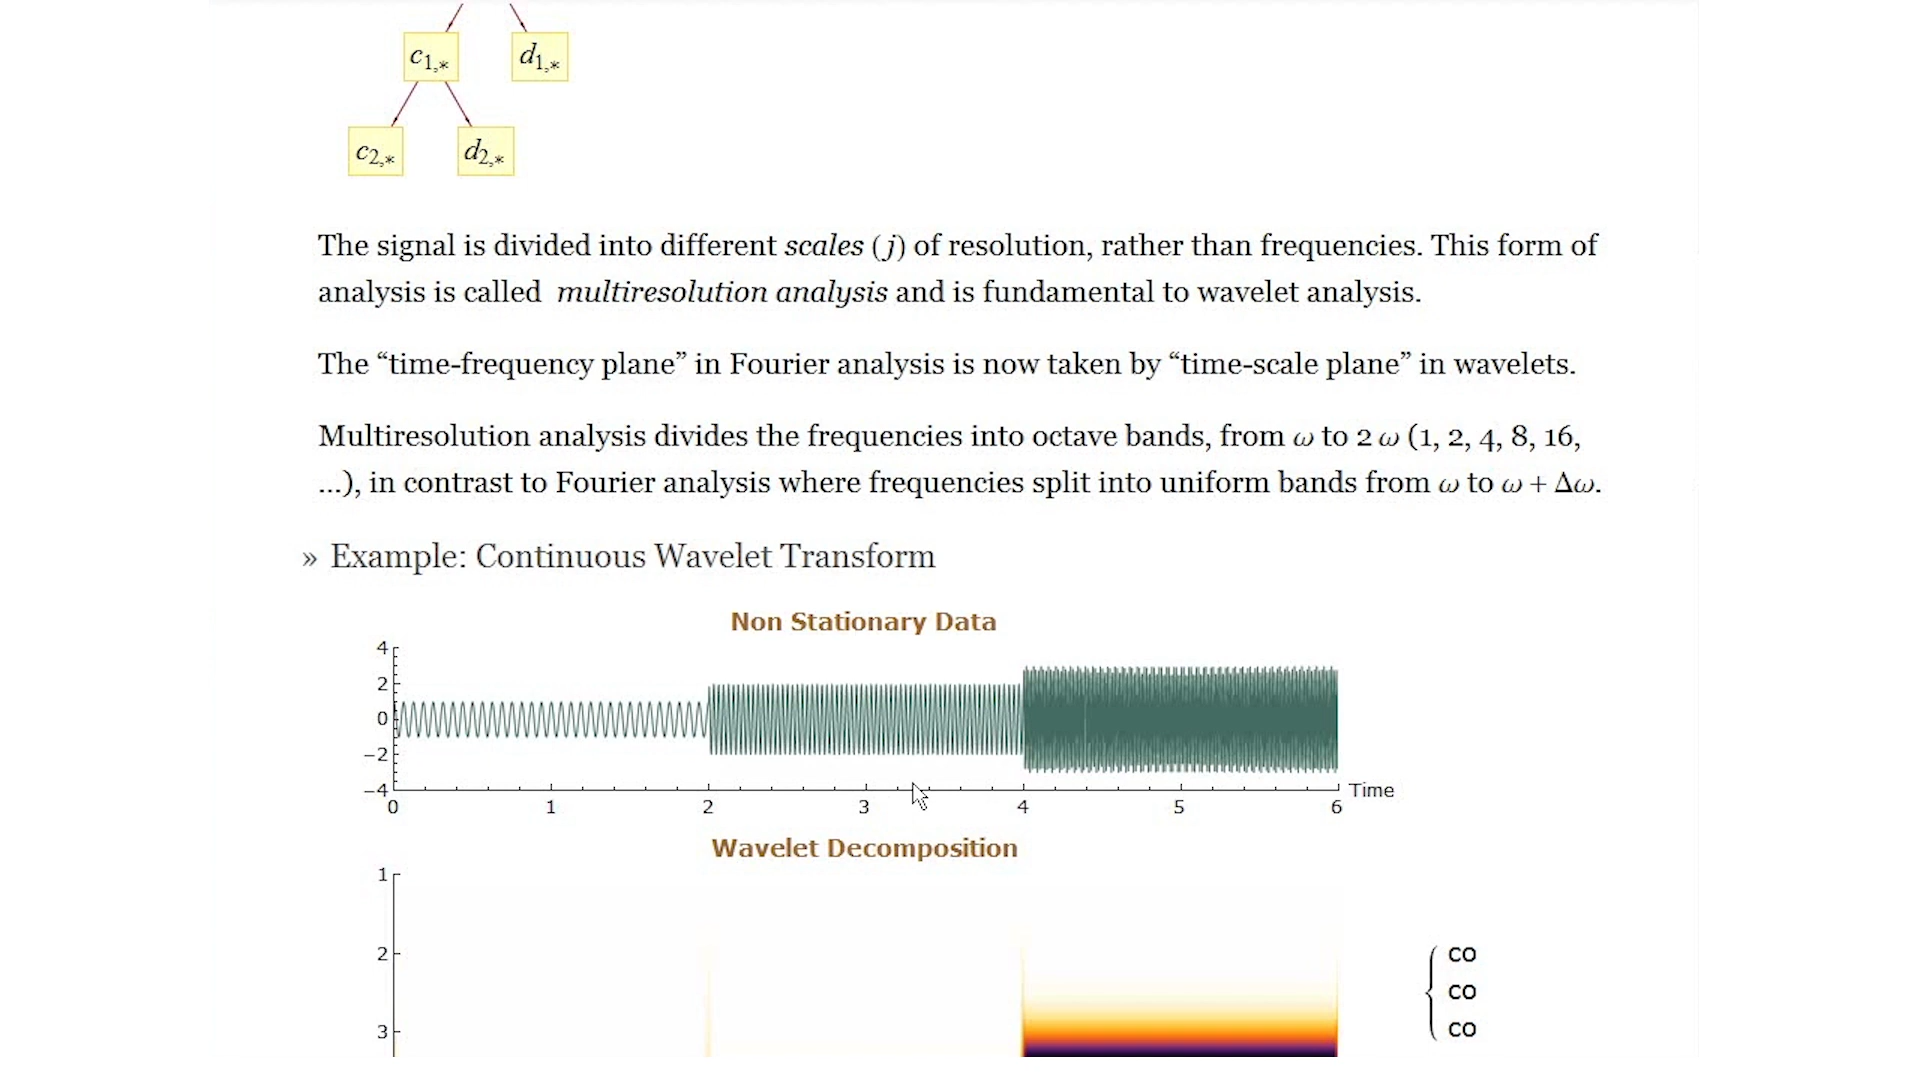 c1,* d1,*
c2,* d2,*
The signal is divided into different scales (j) of resolution, rather than frequencies. This form of
analysis is called multiresolution analysis and is fundamental to wavelet analysis.
The “time-frequency plane” in Fourier analysis is now taken by “time-scale plane” in wavelets.
Multiresolution analysis divides the frequencies into octave bands, from ω to 2 ω (1, 2, 4, 8, 16,
...), in contrast to Fourier analysis where frequencies split into uniform bands from ω to ω + Δω.
» Example: Continuous Wavelet Transform
Non Stationary Data
4
2
0
−2
−4
0 1 2 3 4 5 6 Time
Wavelet Decomposition
1
2
3
CO
CO
CO